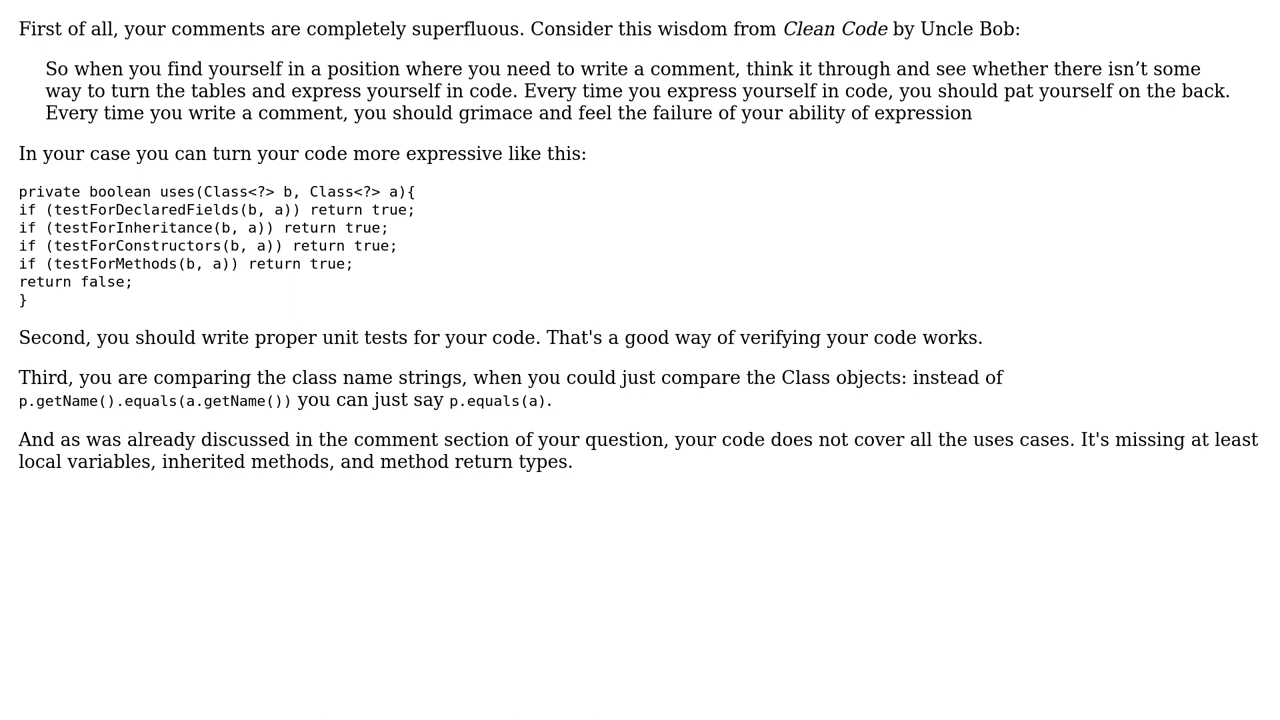 First of all, your comments are completely superfluous. Consider this wisdom from Clean Code by Uncle Bob:
So when you find yourself in a position where you need to write a comment, think it through and see whether there isn’t some
way to turn the tables and express yourself in code. Every time you express yourself in code, you should pat yourself on the back.
Every time you write a comment, you should grimace and feel the failure of your ability of expression
In your case you can turn your code more expressive like this:
private boolean uses(Class<?> b, Class<?> a){
if (testForDeclaredFields(b, a)) return true;
if (testForInheritance(b, a)) return true;
if (testForConstructors(b, a)) return true;
if (testForMethods(b, a)) return true;
return false;
}
Second, you should write proper unit tests for your code. That's a good way of verifying your code works.
Third, you are comparing the class name strings, when you could just compare the Class objects: instead of
p.getName().equals(a.getName()) you can just say p.equals(a).
And as was already discussed in the comment section of your question, your code does not cover all the uses cases. It's missing at least
local variables, inherited methods, and method return types.